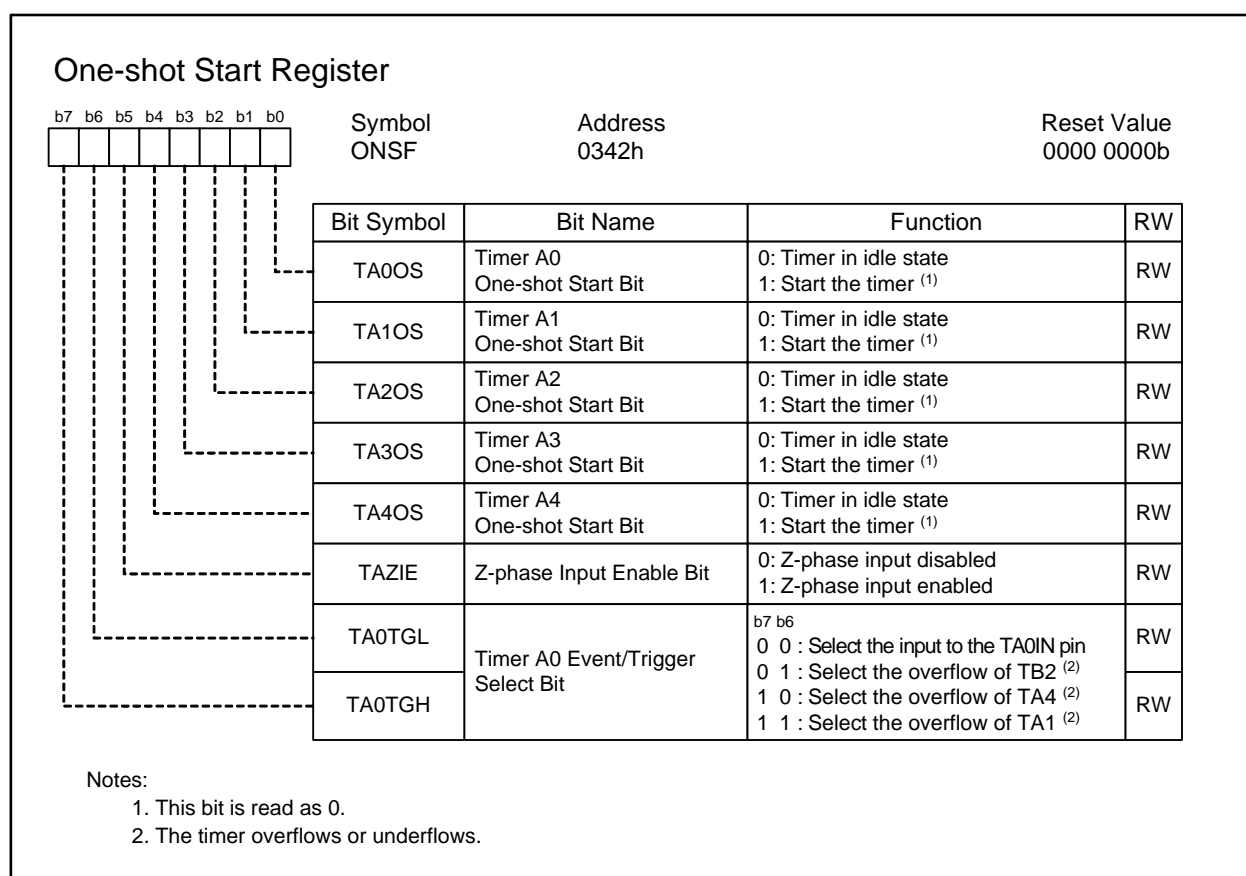 One-shot Start Register
b7 b6 b5 b4 b3 b2 b1 b0
Symbol Address Reset Value
ONSF 0342h 0000 0000b
Bit Symbol Bit Name Function RW
TA0OS Timer A0 One-shot Start Bit 0: Timer in idle state RW
1: Start the timer (1)
TA1OS Timer A1 One-shot Start Bit 0: Timer in idle state RW
1: Start the timer (1)
TA2OS Timer A2 One-shot Start Bit 0: Timer in idle state RW
1: Start the timer (1)
TA3OS Timer A3 One-shot Start Bit 0: Timer in idle state RW
1: Start the timer (1)
TA4OS Timer A4 One-shot Start Bit 0: Timer in idle state RW
1: Start the timer (1)
TAZIE Z-phase Input Enable Bit 0: Z-phase input disabled RW
1: Z-phase input enabled
TA0TGL Timer A0 Event/Trigger Select Bit b7 b6 RW
0 0 : Select the input to the TA0IN pin
0 1 : Select the overflow of TB2 (2)
TA0TGH 1 0 : Select the overflow of TA4 (2) RW
1 1 : Select the overflow of TA1 (2)
Notes:
1. This bit is read as 0.
2. The timer overflows or underflows.